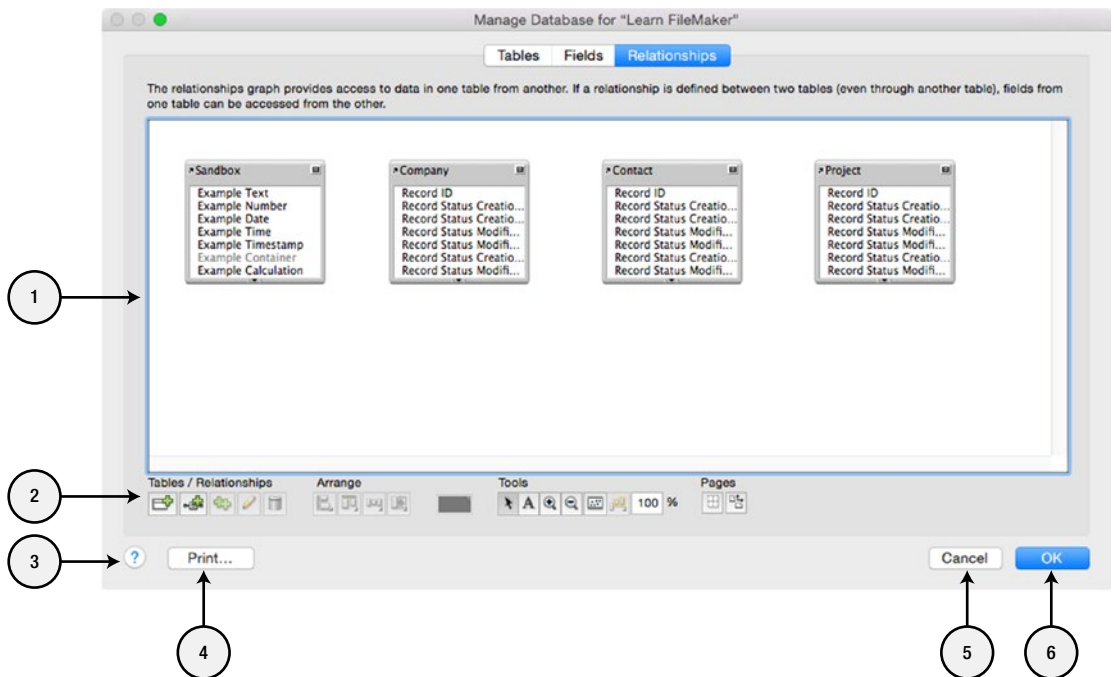 Manage Database for "Learn FileMaker"
Tables Fields Relationships
The relationships graph provides access to data in one table from another. If a relationship is defined between two tables (even through another table), fields from
one table can be accessed from the other.
Sandbox
Example Text
Example Number
Example Date
Example Time
Example Timestamp
Example Container
Example Calculation
Company
Record ID
Record Status Creatio...
Record Status Creatio...
Record Status Modifi...
Record Status Modifi...
Record Status Creatio...
Record Status Modifi...
Contact
Record ID
Record Status Creatio...
Record Status Creatio...
Record Status Modifi...
Record Status Modifi...
Record Status Creatio...
Record Status Modifi...
Project
Record ID
Record Status Creatio...
Record Status Creatio...
Record Status Modifi...
Record Status Modifi...
Record Status Creatio...
Record Status Modifi...
1
Tables / Relationships Arrange Tools Pages
2
A 100 %
3
? Print... Cancel OK
4 5 6